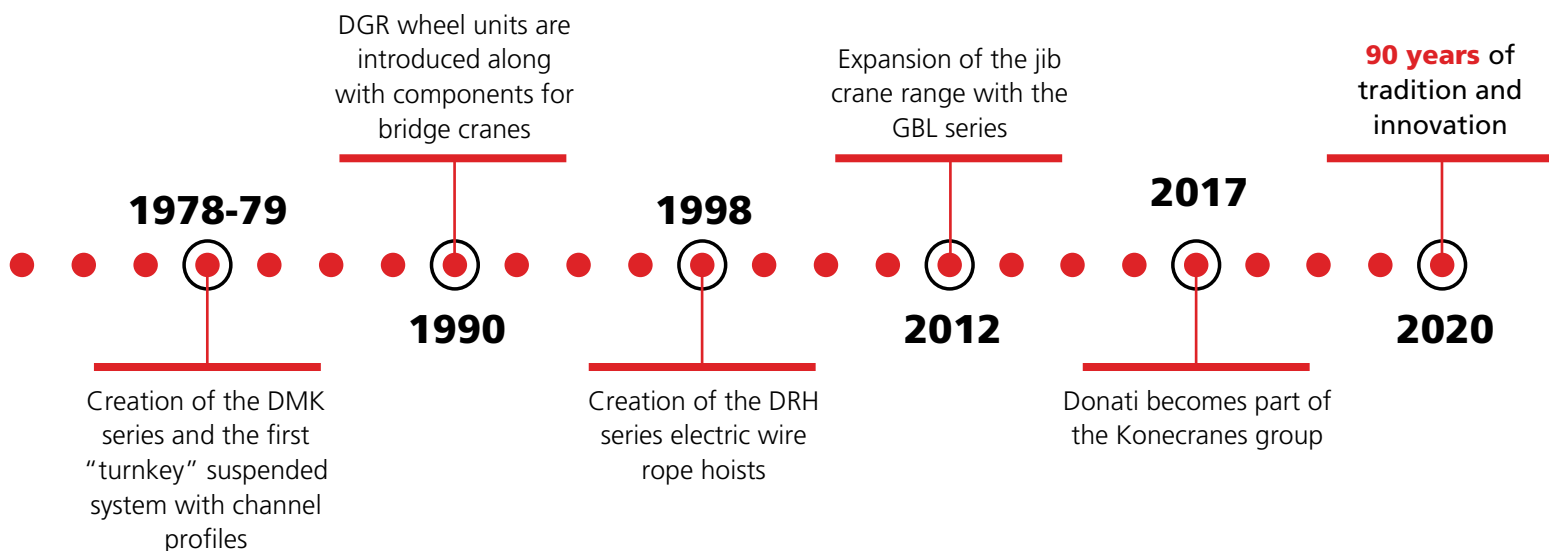 1978-79
Creation of the DMK
series and the first
“turnkey” suspended
system with channel
profiles
DGR wheel units are
introduced along
with components for
bridge cranes
1990
1998
Creation of the DRH
series electric wire
rope hoists
Expansion of the jib
crane range with the
GBL series
2012
2017
Donati becomes part of
the Konecranes group
90 years of
tradition and
innovation
2020